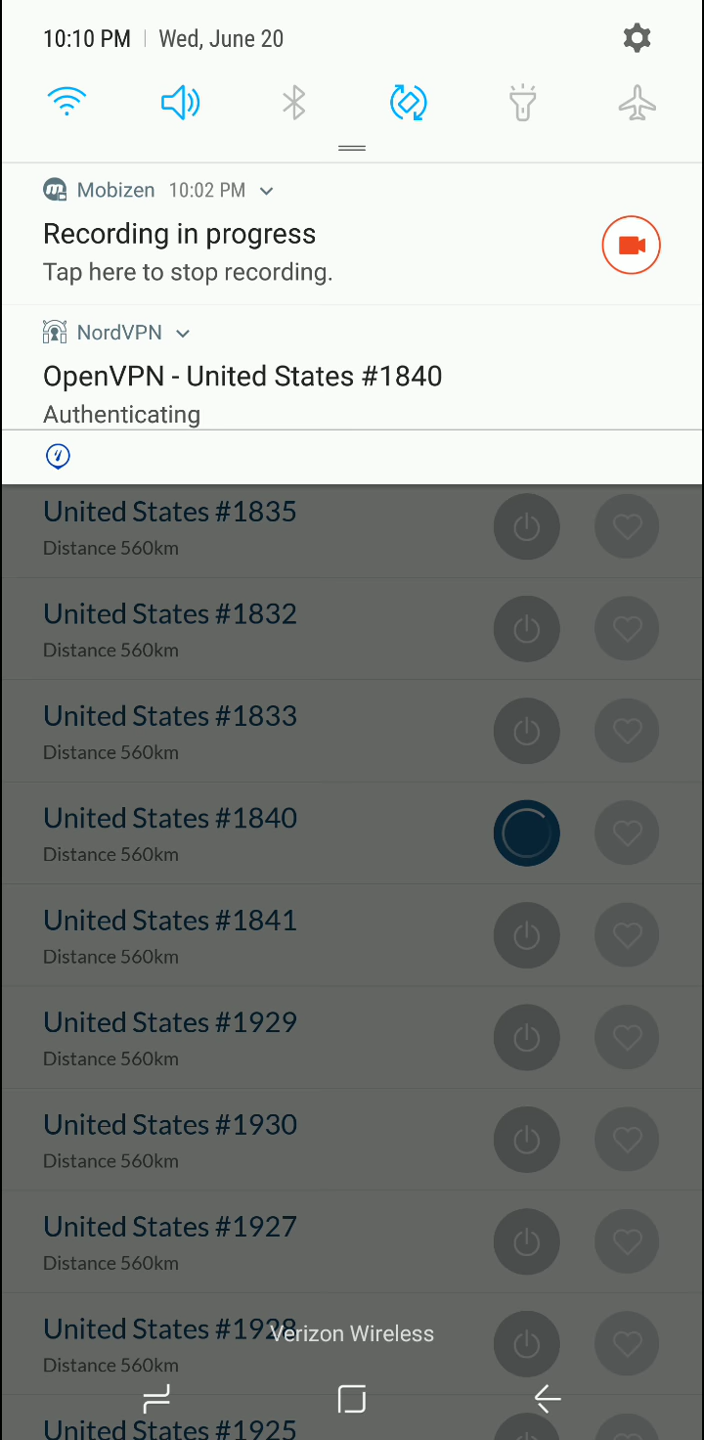 10:10 PM | Wed, June 20
Mobizen 10:02 PM
Recording in progress
Tap here to stop recording.
NordVPN
OpenVPN - United States #1840
Authenticating
United States #1835
Distance 560km
United States #1832
Distance 560km
United States #1833
Distance 560km
United States #1840
Distance 560km
United States #1841
Distance 560km
United States #1929
Distance 560km
United States #1930
Distance 560km
United States #1927
Distance 560km
United States #1928
Verizon Wireless
Distance 560km
United States #1925